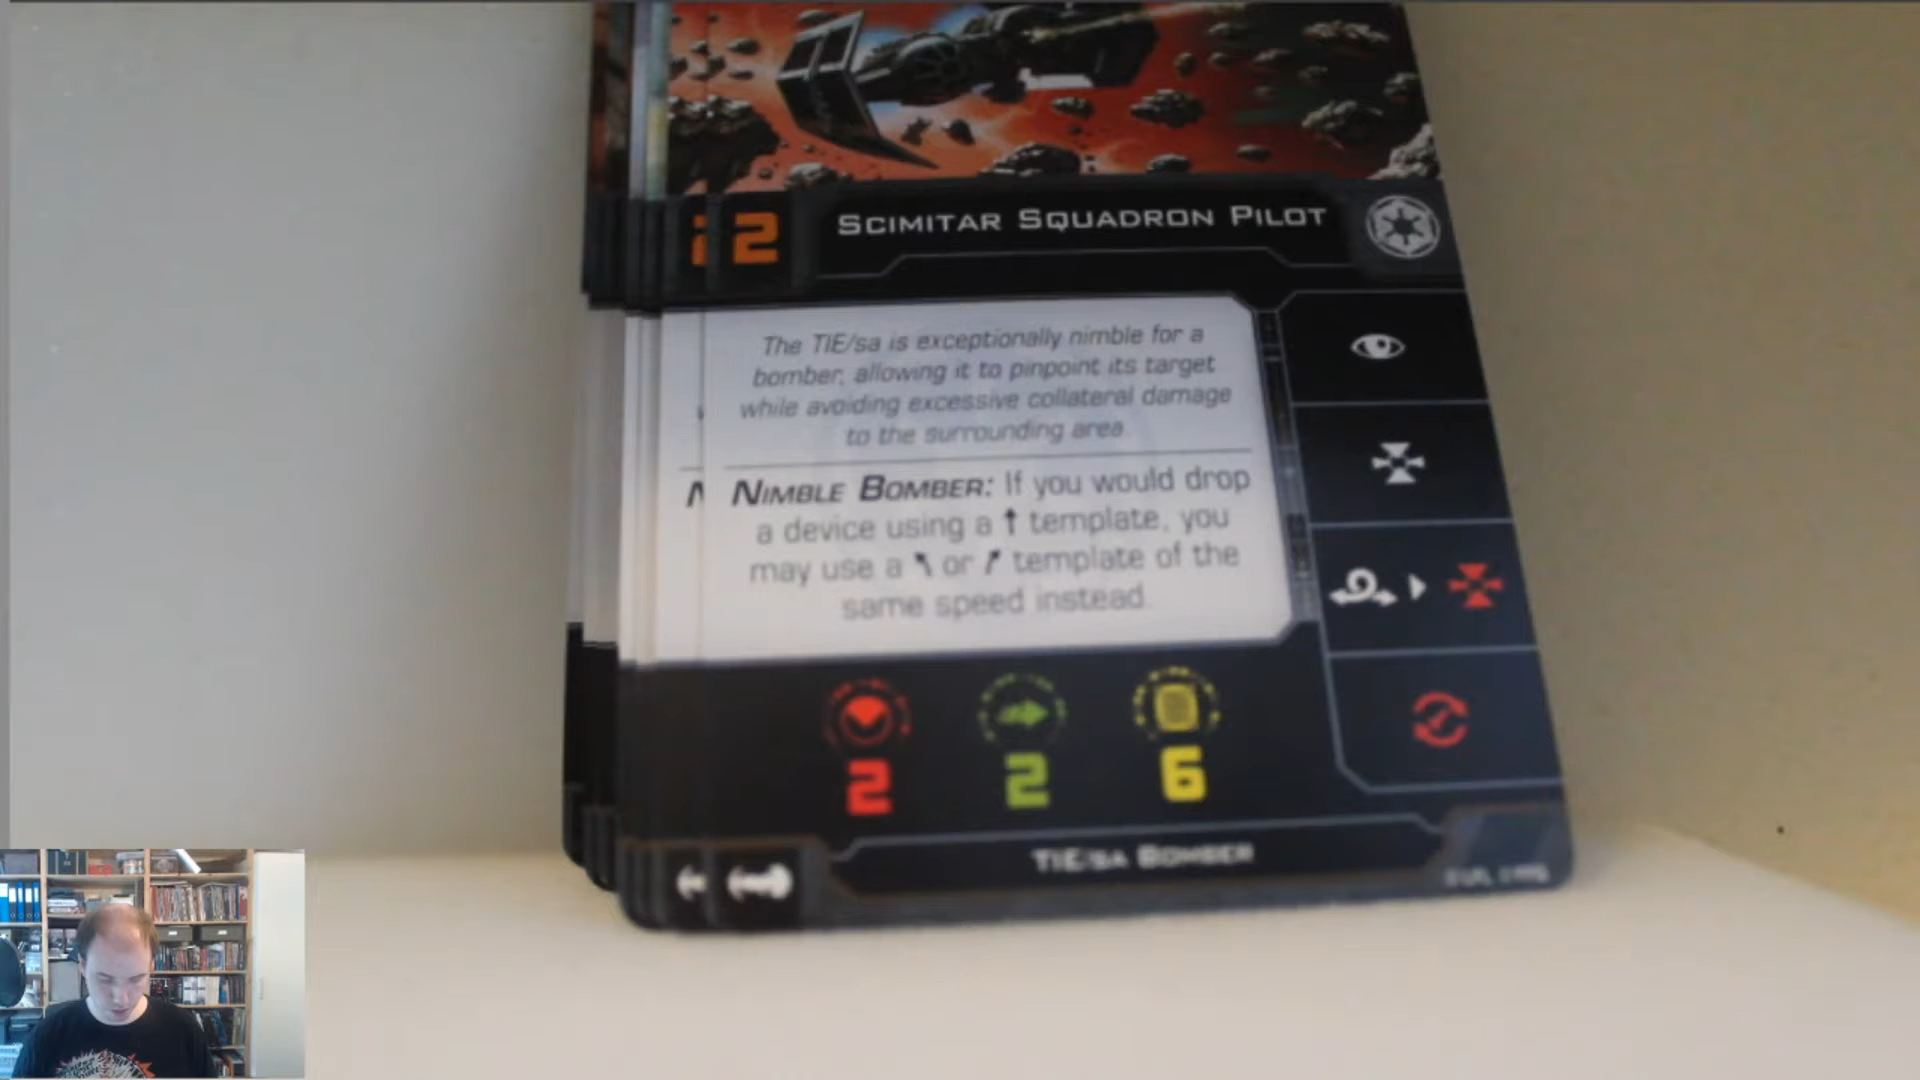 2 Scimitar Squadron Pilot
The TIE/sa is exceptionally nimble for a
bomber, allowing it to pinpoint its target
while avoiding excessive collateral damage
to the surrounding area.
Nimble Bomber: If you would drop
a device using a template, you
may use a or template of the
same speed instead.
2 2 6
TIE/sa Bomber